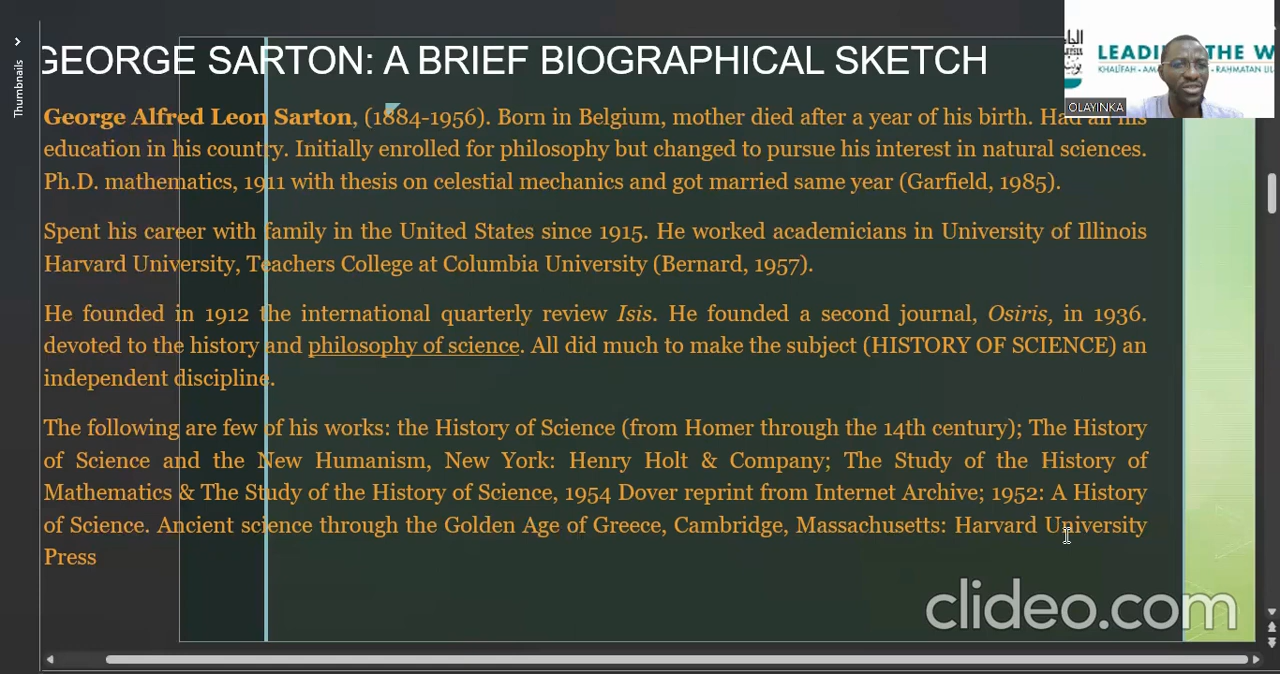 Thumbnails
GEORGE SARTON: A BRIEF BIOGRAPHICAL SKETCH
LEADI THE W
OLAYINKA
George Alfred Leon Sarton, (1884-1956). Born in Belgium, mother died after a year of his birth. Had all his
education in his country. Initially enrolled for philosophy but changed to pursue his interest in natural sciences.
Ph.D. mathematics, 1911 with thesis on celestial mechanics and got married same year (Garfield, 1985).
Spent his career with family in the United States since 1915. He worked academicians in University of Illinois
Harvard University, Teachers College at Columbia University (Bernard, 1957).
He founded in 1912 the international quarterly review Isis. He founded a second journal, Osiris, in 1936.
devoted to the history and philosophy of science. All did much to make the subject (HISTORY OF SCIENCE) an
independent discipline.
The following are few of his works: the History of Science (from Homer through the 14th century); The History
of Science and the New Humanism, New York: Henry Holt & Company; The Study of the History of
Mathematics & The Study of the History of Science, 1954 Dover reprint from Internet Archive; 1952: A History
of Science. Ancient science through the Golden Age of Greece, Cambridge, Massachusetts: Harvard University
Press
clideo.com